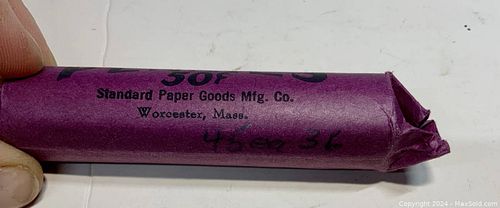 50¢
Standard Paper Goods Mfg. Co.
Worcester, Mass.
Copyright 2024 - MaxSold.com